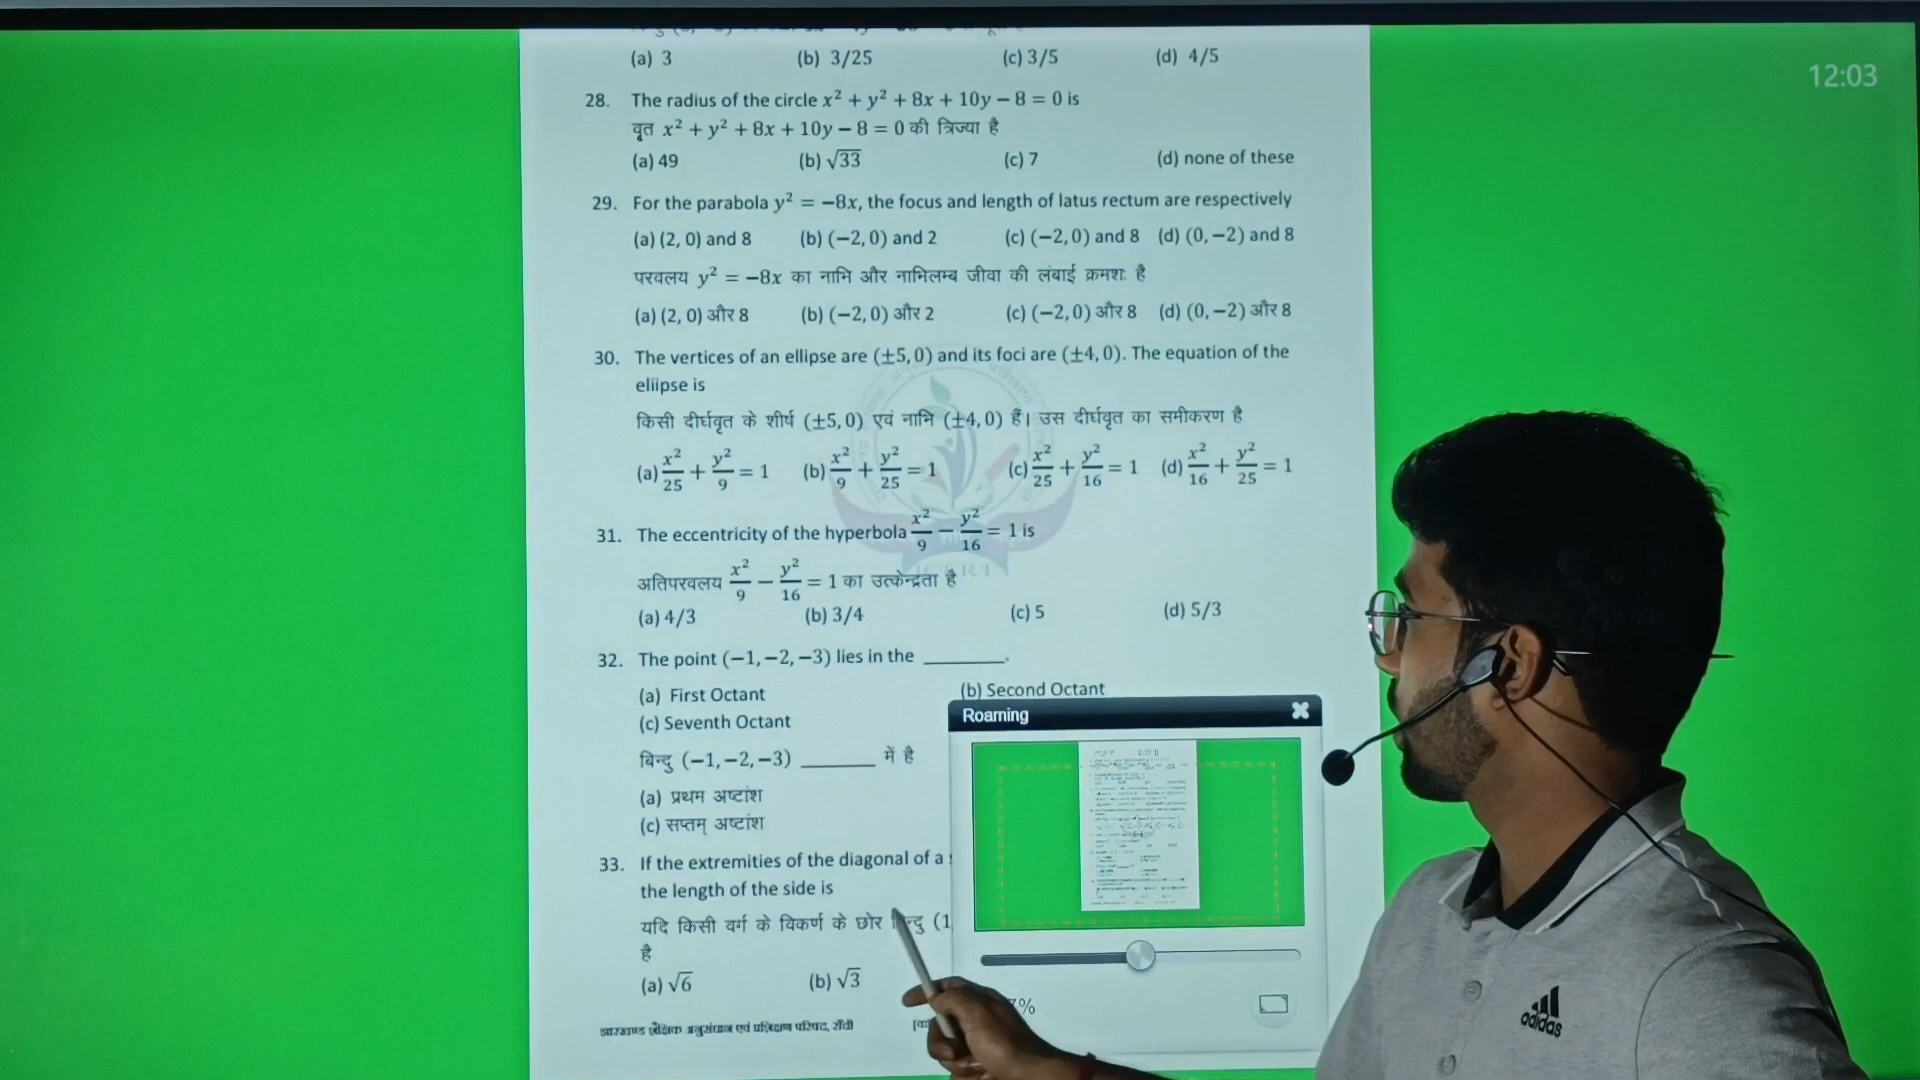 12:03
(a) 3 (b) 3/25 (c) 3/5 (d) 4/5
28. The radius of the circle x² + y² + 8x + 10y − 8 = 0 is
वृत x² + y² + 8x + 10y − 8 = 0 की त्रिज्या है
(a) 49 (b) √33 (c) 7 (d) none of these
29. For the parabola y² = −8x, the focus and length of latus rectum are respectively
(a) (2, 0) and 8 (b) (−2, 0) and 2 (c) (−2, 0) and 8 (d) (0, −2) and 8
परवलय y² = −8x का नाभि और नाभिलम्ब जीवा की लंबाई क्रमशः है
(a) (2, 0) और 8 (b) (−2, 0) और 2 (c) (−2, 0) और 8 (d) (0, −2) और 8
30. The vertices of an ellipse are (±5, 0) and its foci are (±4, 0). The equation of the
eliipse is
किसी दीर्घवृत के शीर्ष (±5, 0) एवं नाभि (±4, 0) हैं। उस दीर्घवृत का समीकरण है
(a) x²/25 + y²/9 = 1 (b) x²/9 + y²/25 = 1 (c) x²/25 + y²/16 = 1 (d) x²/16 + y²/25 = 1
31. The eccentricity of the hyperbola x²/9 − y²/16 = 1 is
अतिपरवलय x²/9 − y²/16 = 1 का उत्केन्द्रता है
(a) 4/3 (b) 3/4 (c) 5 (d) 5/3
32. The point (−1, −2, −3) lies in the ________.
(a) First Octant (b) Second Octant
(c) Seventh Octant
बिन्दु (−1, −2, −3) ________ में है
(a) प्रथम अष्टांश
(c) सप्तम् अष्टांश
33. If the extremities of the diagonal of a
the length of the side is
यदि किसी वर्ग के विकर्ण के छोर (1
है
(a) √6 (b) √3
झारखण्ड शैक्षिक अनुसंधान एवं प्रशिक्षण परिषद, राँची
Roaming
%
adidas